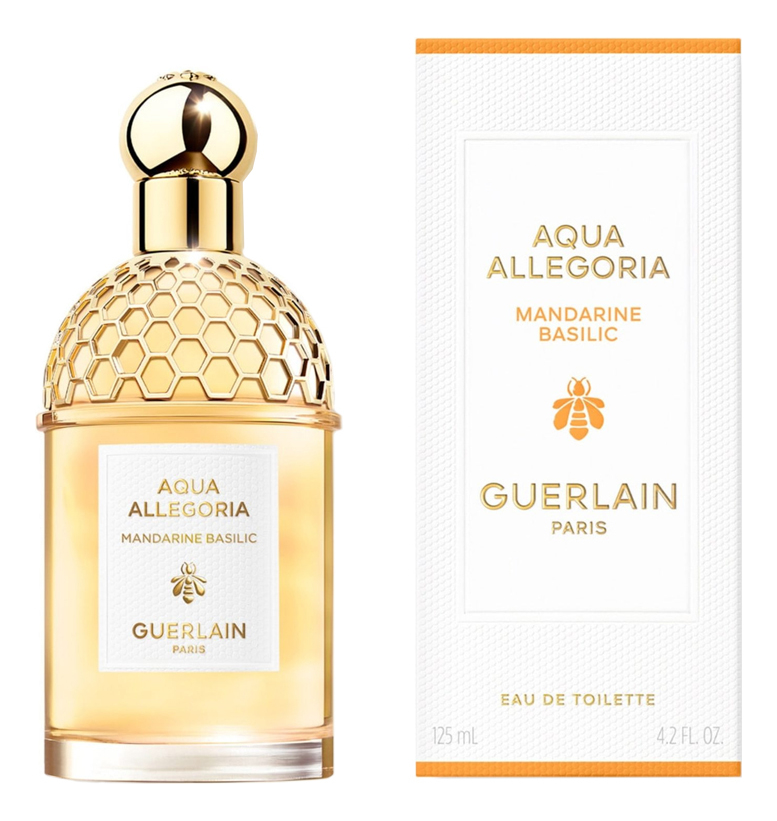 AQUA
ALLEGORIA
MANDARINE BASILIC
GUERLAIN
PARIS
AQUA
ALLEGORIA
MANDARINE
BASILIC
GUERLAIN
PARIS
EAU DE TOILETTE
125 mL 4.2 FL. OZ.